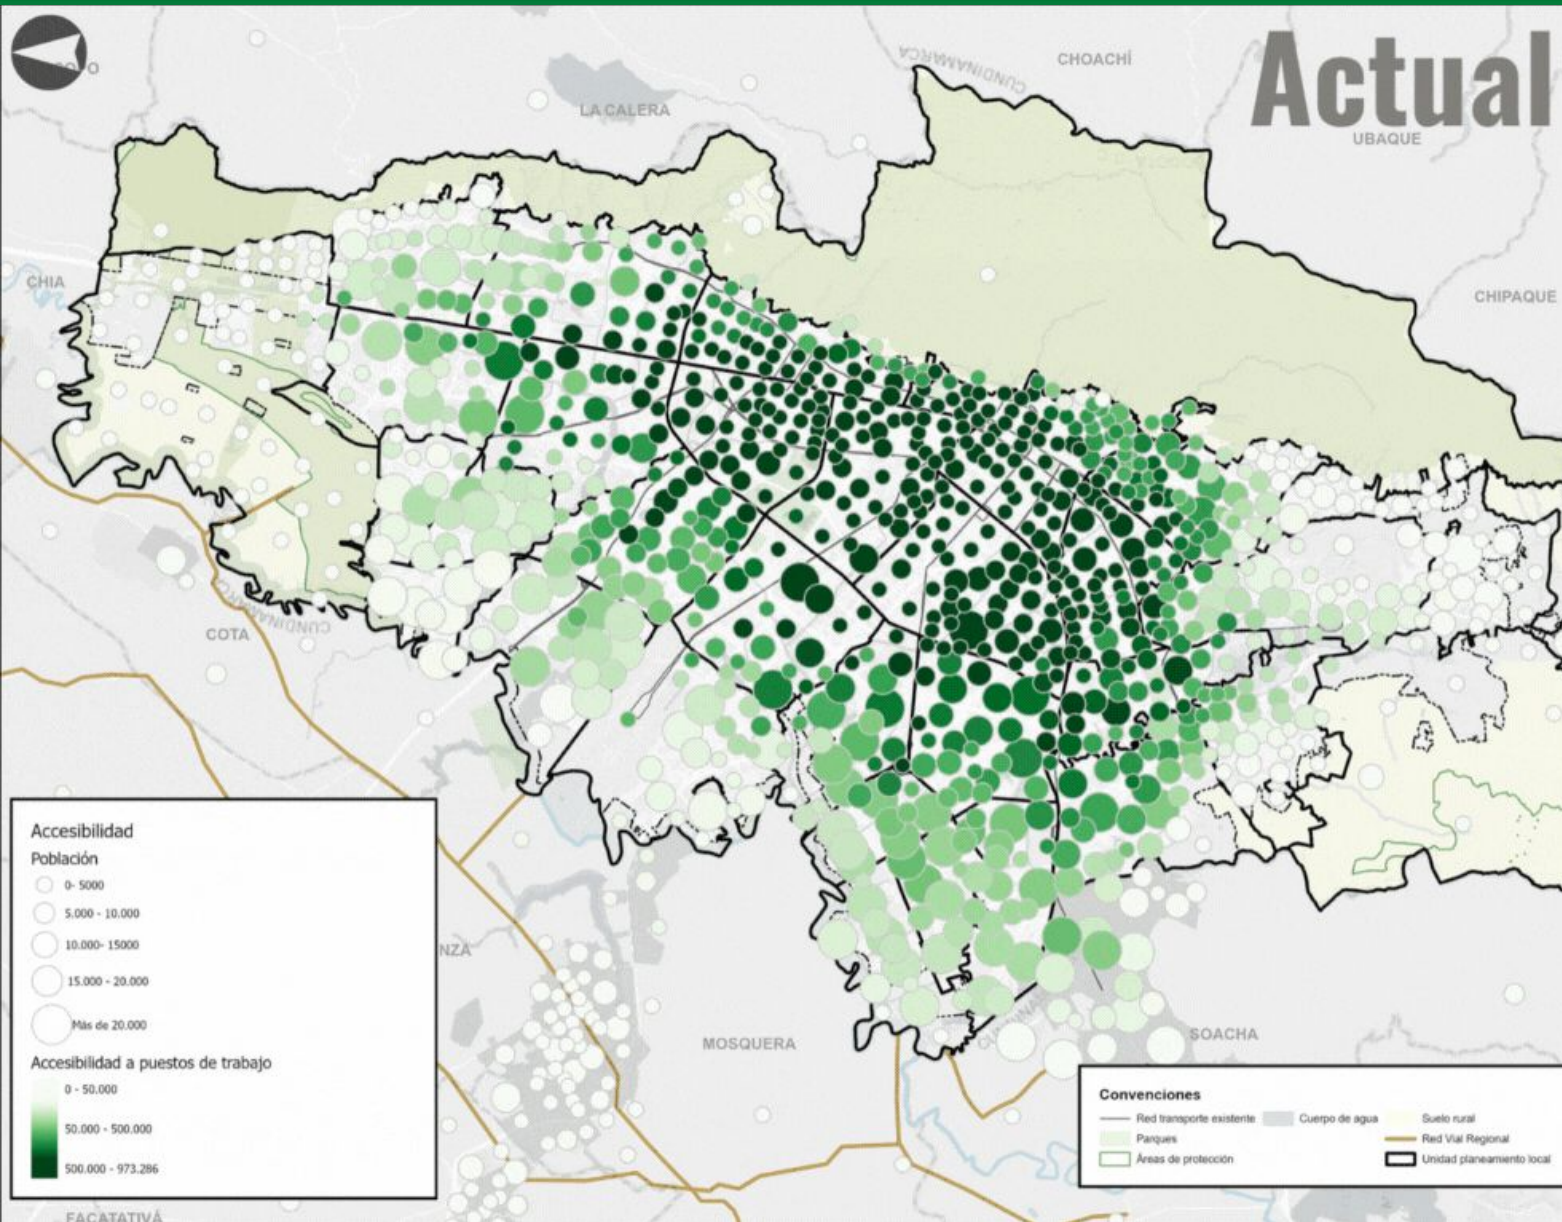 Actual
CUNDINAMARCA
CHOACHÍ
LA CALERA
UBAQUE
CHIA
CHIPAQUE
COTA
CUNDINAMARCA
NZA
MOSQUERA
SOACHA
FACATATIVÁ
Accesibilidad
Población
0- 5000
5.000 - 10.000
10.000- 15000
15.000 - 20.000
Más de 20.000
Accesibilidad a puestos de trabajo
0 - 50.000
50.000 - 500.000
500.000 - 973.286
Convenciones
Red transporte existente
Cuerpo de agua
Suelo rural
Parques
Red Vial Regional
Áreas de protección
Unidad planeamiento local